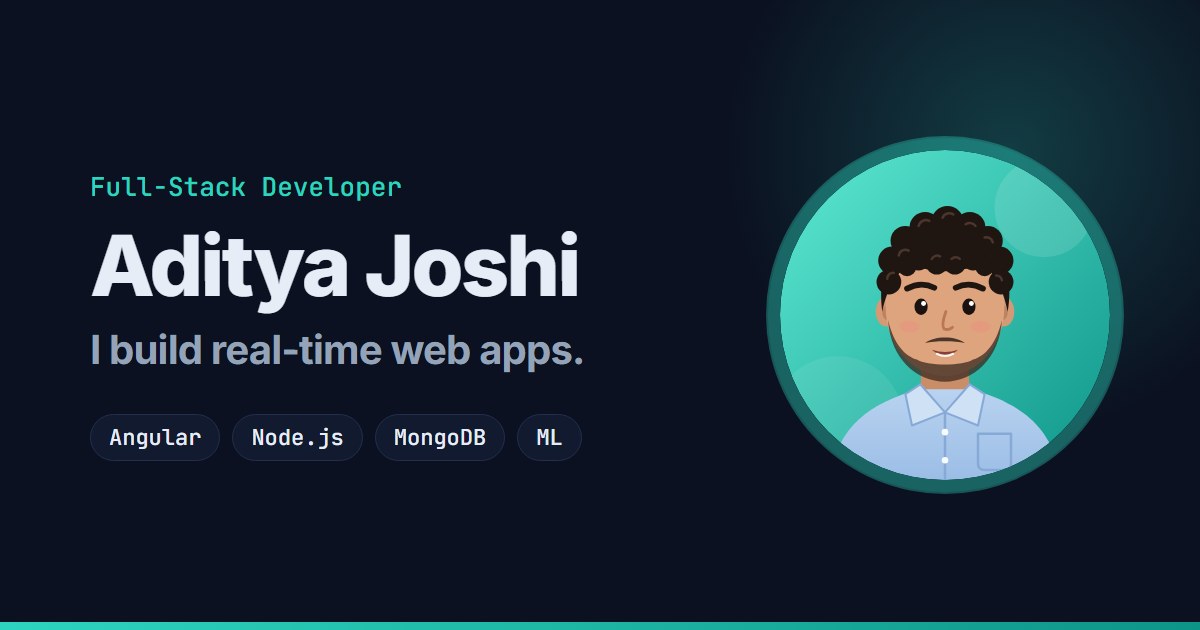 Full-Stack Developer
Aditya Joshi
I build real-time web apps.
Angular Node.js MongoDB ML